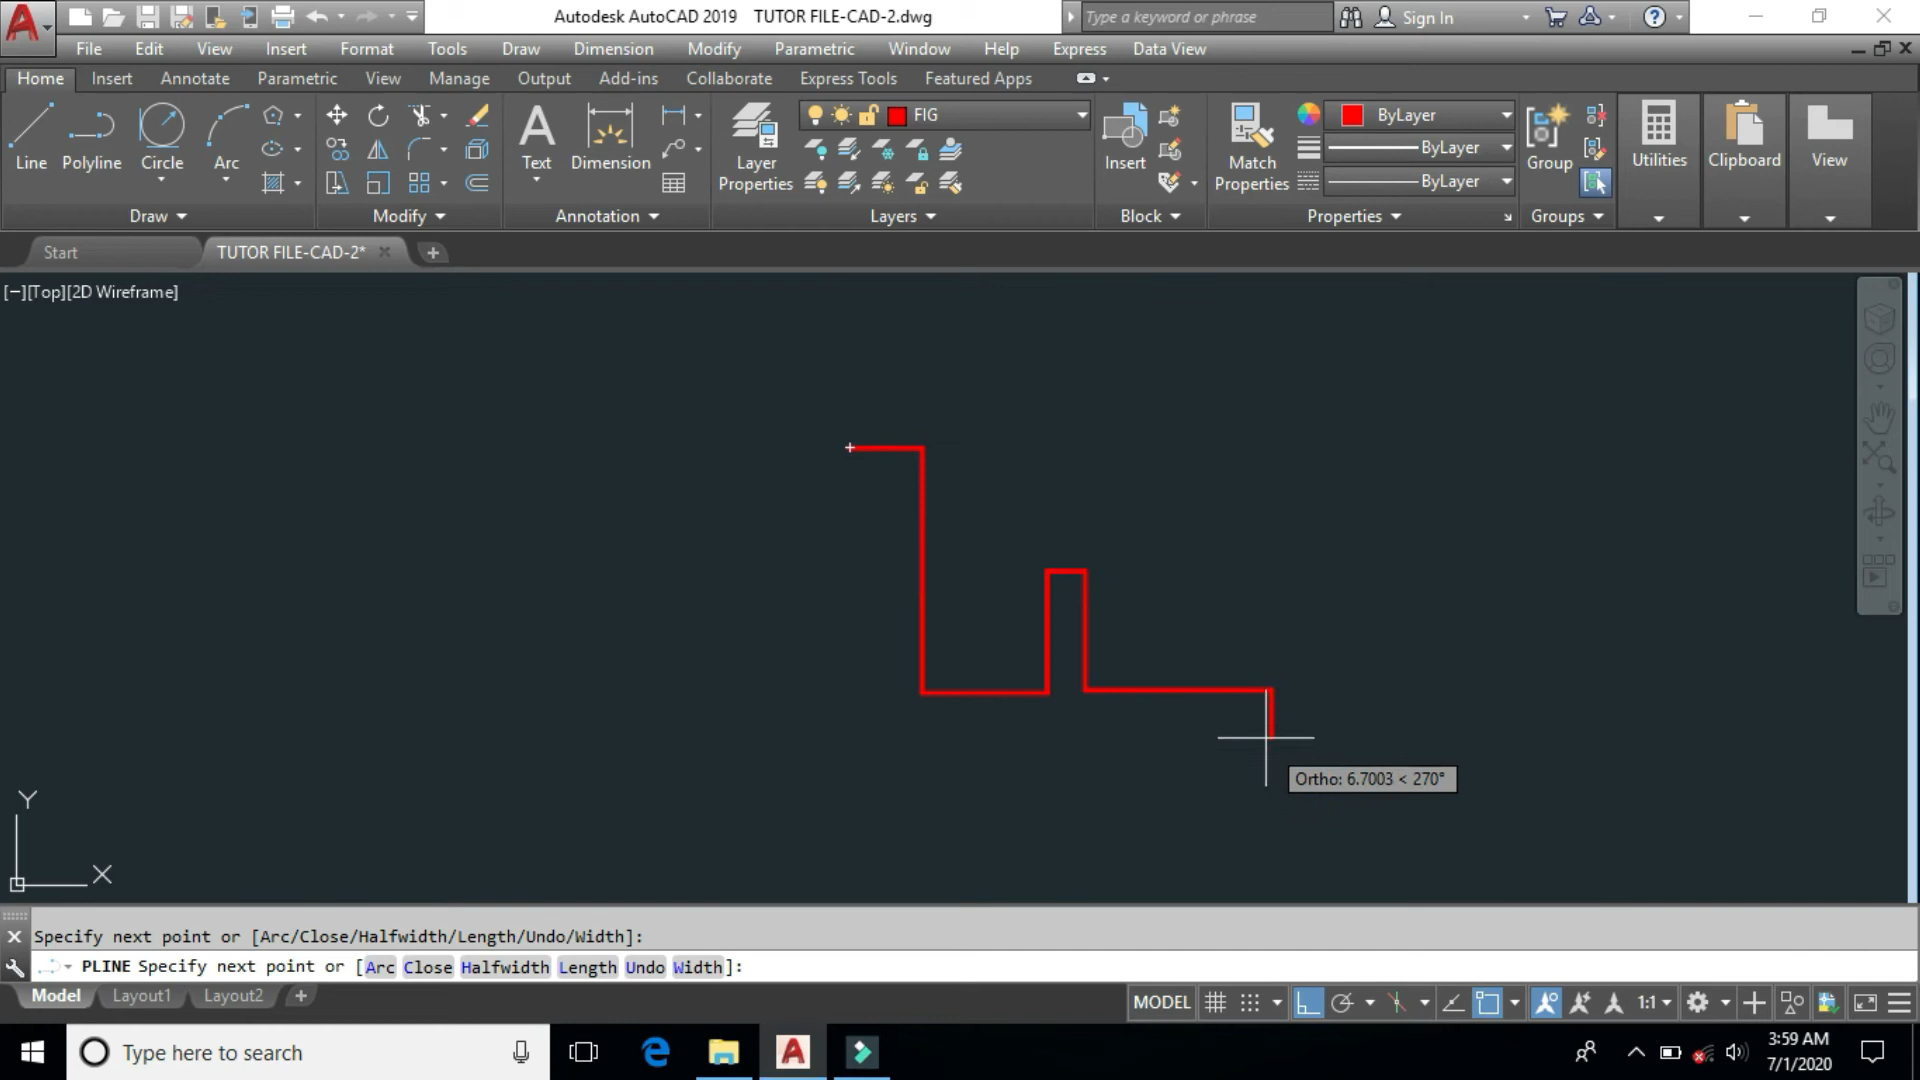 Autodesk AutoCAD 2019 TUTOR FILE-CAD-2.dwg
Type a keyword or phrase
Sign In
File Edit View Insert Format Tools Draw Dimension Modify Parametric Window Help Express Data View
Home Insert Annotate Parametric View Manage Output Add-ins Collaborate Express Tools Featured Apps
FIG
ByLayer
Line Polyline Circle Arc
Text Dimension
Layer Properties
Insert
Match Properties
ByLayer
ByLayer
Group
Utilities Clipboard View
Draw Modify Annotation Layers Block Properties Groups
Start TUTOR FILE-CAD-2*
[−][Top][2D Wireframe]
Ortho: 6.7003 < 270°
Y
X
Specify next point or [Arc/Close/Halfwidth/Length/Undo/Width]:
PLINE Specify next point or [Arc Close Halfwidth Length Undo Width]:
Model Layout1 Layout2
MODEL 1:1
Type here to search
3:59 AM
7/1/2020